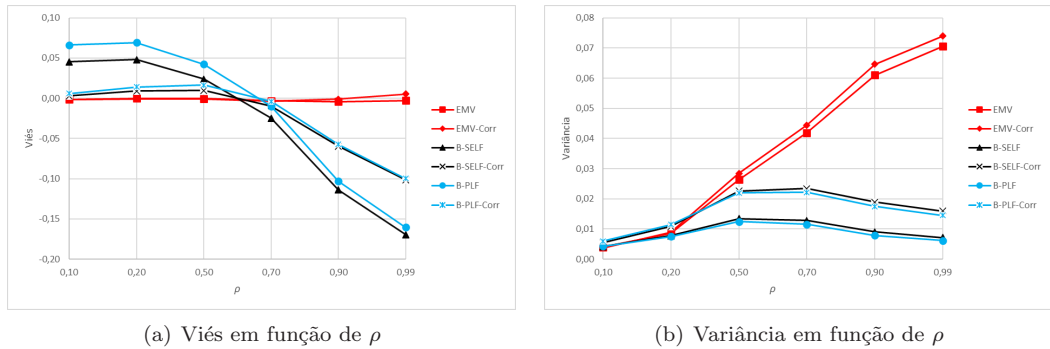 0,10
0,05
0,00
-0,05
-0,10
-0,15
-0,20
Viés
0,10 0,20 0,50 0,70 0,90 0,99
ρ
EMV
EMV-Corr
B-SELF
B-SELF-Corr
B-PLF
B-PLF-Corr
(a) Viés em função de ρ
0,08
0,07
0,06
0,05
0,04
0,03
0,02
0,01
0,00
Variância
0,10 0,20 0,50 0,70 0,90 0,99
ρ
EMV
EMV-Corr
B-SELF
B-SELF-Corr
B-PLF
B-PLF-Corr
(b) Variância em função de ρ